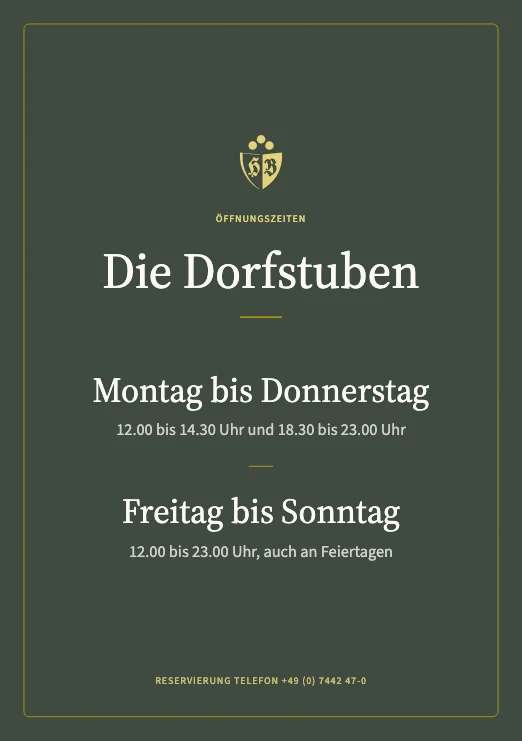 HB
ÖFFNUNGSZEITEN
Die Dorfstuben
Montag bis Donnerstag
12.00 bis 14.30 Uhr und 18.30 bis 23.00 Uhr
Freitag bis Sonntag
12.00 bis 23.00 Uhr, auch an Feiertagen
RESERVIERUNG TELEFON +49 (0) 7442 47-0